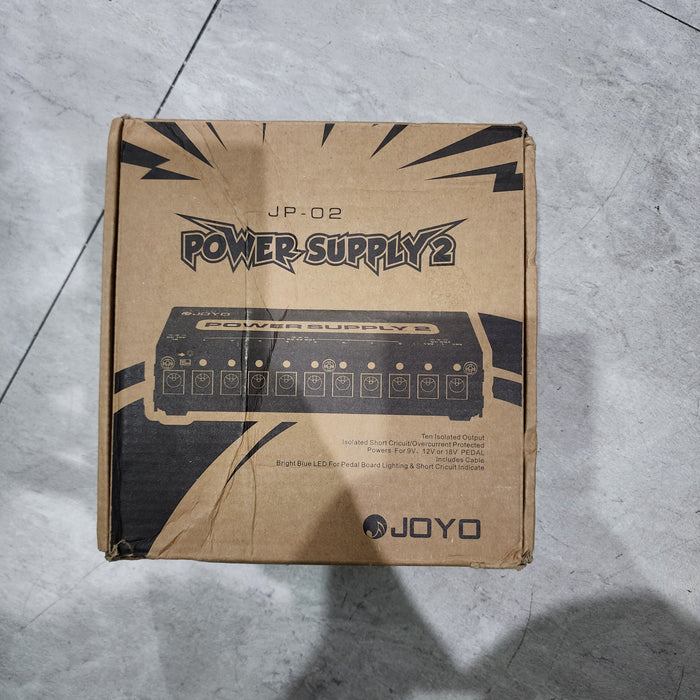 JP-02
POWER SUPPLY 2
JOYO
POWER SUPPLY 2
Ten Isolated Output
Isolated Short Cricuit/Overcurrent Protected
Powers For 9V、12V or 18V PEDAL
Includes Cable
Bright Blue LED For Pedal Board Lighting & Short Circuit Indicate
JOYO